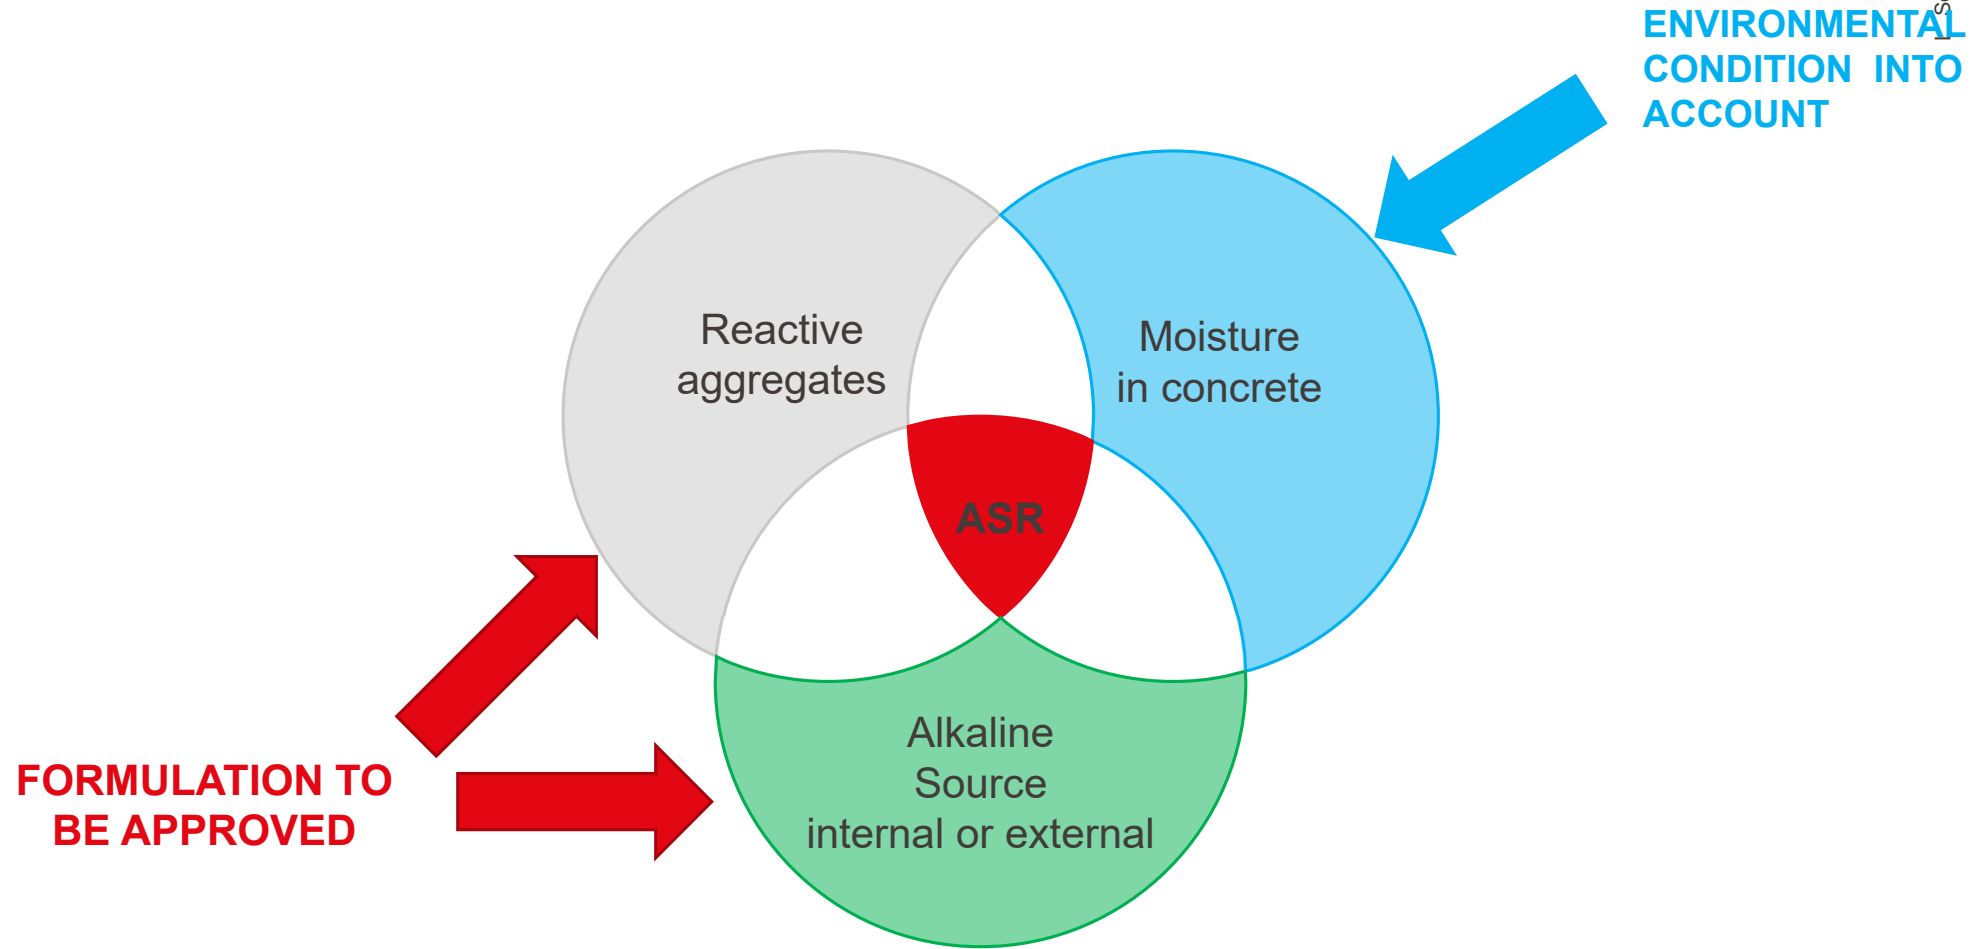 ENVIRONMENTAL
CONDITION INTO
ACCOUNT
Reactive
aggregates
Moisture
in concrete
ASR
Alkaline
Source
internal or external
FORMULATION TO
BE APPROVED